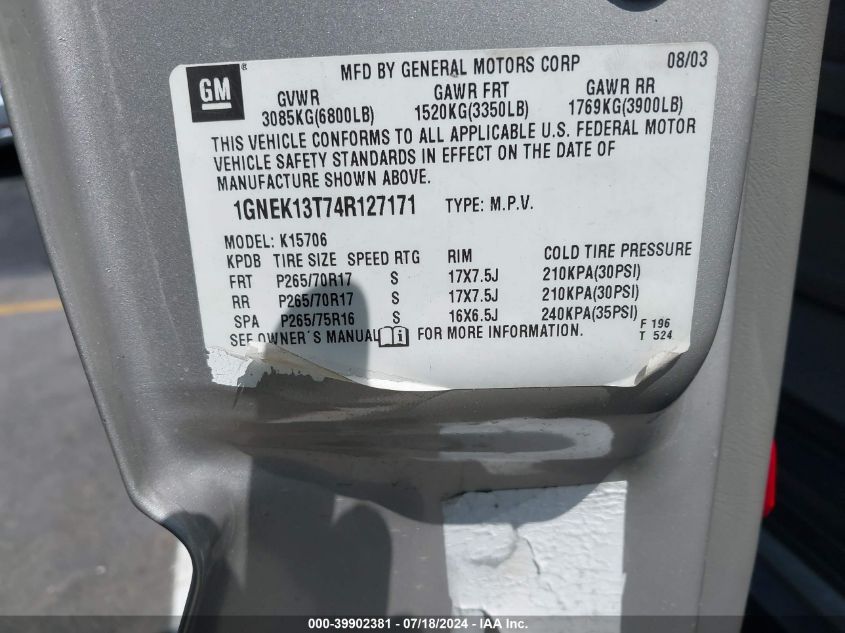 GM ®
MFD BY GENERAL MOTORS CORP 08/03
GVWR GAWR FRT GAWR RR
3085KG(6800LB) 1520KG(3350LB) 1769KG(3900LB)
THIS VEHICLE CONFORMS TO ALL APPLICABLE U.S. FEDERAL MOTOR
VEHICLE SAFETY STANDARDS IN EFFECT ON THE DATE OF
MANUFACTURE SHOWN ABOVE.
1GNEK13T74R127171 TYPE: M.P.V.
MODEL: K15706
KPDB TIRE SIZE SPEED RTG RIM COLD TIRE PRESSURE
FRT P265/70R17 S 17X7.5J 210KPA(30PSI)
RR P265/70R17 S 17X7.5J 210KPA(30PSI)
SPA P265/75R16 S 16X6.5J 240KPA(35PSI)
SEE OWNER'S MANUAL i FOR MORE INFORMATION.
F 196
T 524
000-39902381 - 07/18/2024 - IAA Inc.